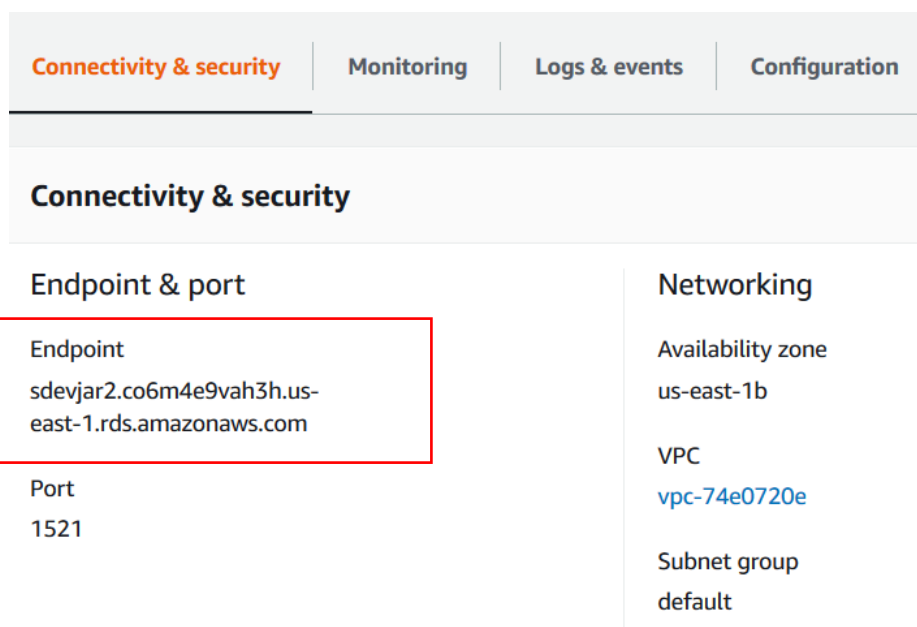 Connectivity & security
Monitoring
Logs & events
Configuration
Connectivity & security
Endpoint & port
Endpoint
sdevjar2.co6m4e9vah3h.us-
east-1.rds.amazonaws.com
Port
1521
Networking
Availability zone
us-east-1b
VPC
vpc-74e0720e
Subnet group
default